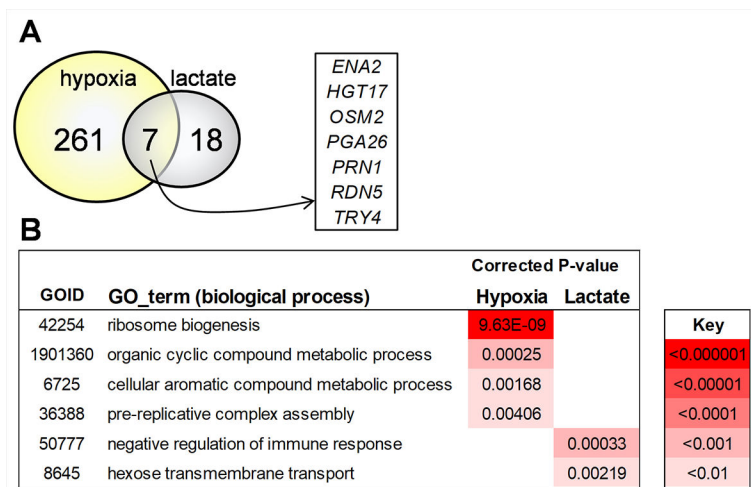 A
hypoxia lactate
261 7 18
ENA2
HGT17
OSM2
PGA26
PRN1
RDN5
TRY4
B
Corrected P-value
GOID GO_term (biological process) Hypoxia Lactate
42254 ribosome biogenesis 9.63E-09
1901360 organic cyclic compound metabolic process 0.00025
6725 cellular aromatic compound metabolic process 0.00168
36388 pre-replicative complex assembly 0.00406
50777 negative regulation of immune response 0.00033
8645 hexose transmembrane transport 0.00219
Key
<0.000001
<0.00001
<0.0001
<0.001
<0.01